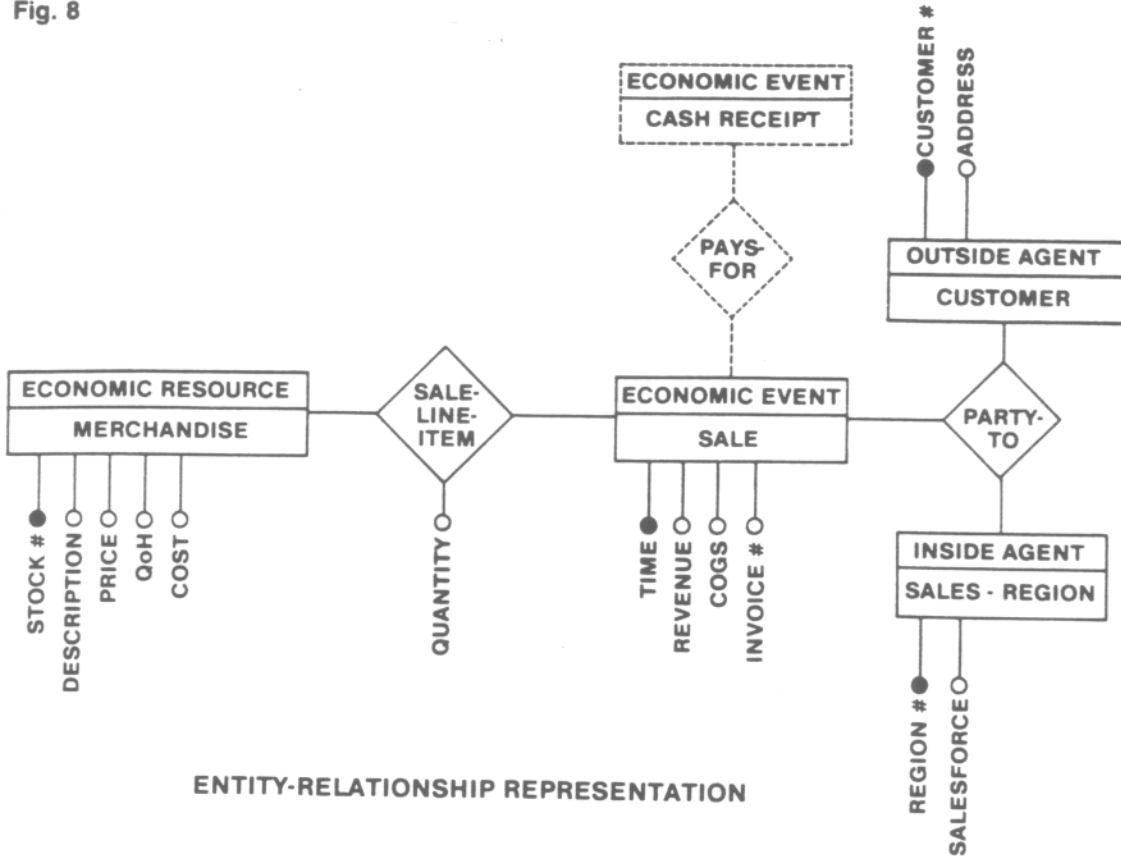 Fig. 8
ECONOMIC EVENT
CASH RECEIPT
PAYS-
FOR
CUSTOMER #
ADDRESS
OUTSIDE AGENT
CUSTOMER
ECONOMIC RESOURCE
MERCHANDISE
SALE-
LINE-
ITEM
ECONOMIC EVENT
SALE
PARTY-
TO
STOCK #
DESCRIPTION
PRICE
QoH
COST
QUANTITY
TIME
REVENUE
COGS
INVOICE #
INSIDE AGENT
SALES - REGION
REGION #
SALESFORCE
ENTITY-RELATIONSHIP REPRESENTATION